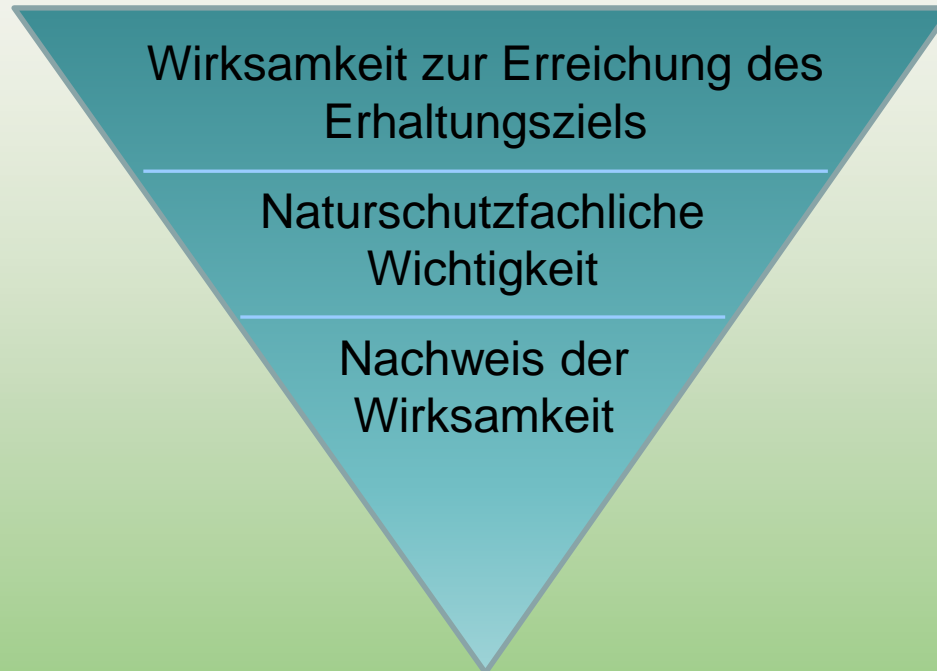 Wirksamkeit zur Erreichung des
Erhaltungsziels
Naturschutzfachliche
Wichtigkeit
Nachweis der
Wirksamkeit